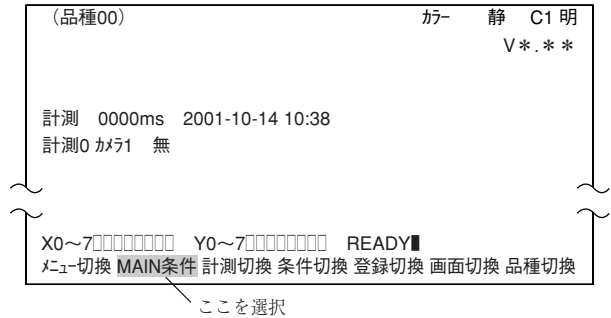 （品種00） ｶﾗｰ 静 C1 明
V＊.＊＊
計測 0000ms 2001-10-14 10:38
計測0 ｶﾒﾗ1 無
X0～7□□□□□□□□ Y0～7□□□□□□□□ READY■
ﾒﾆｭｰ切換 MAIN条件 計測切換 条件切換 登録切換 画面切換 品種切換
ここを選択